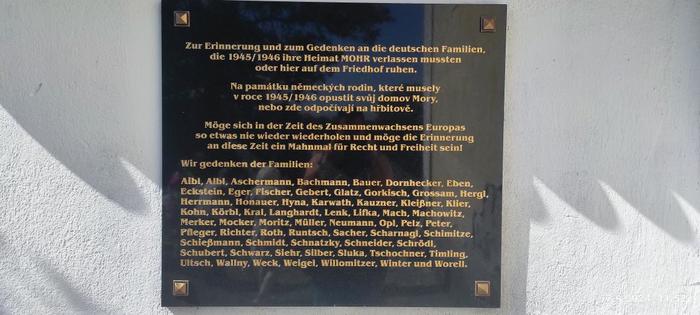 Zur Erinnerung und zum Gedenken an die deutschen Familien,
die 1945/1946 ihre Heimat MOHR verlassen mussten
oder hier auf dem Friedhof ruhen.
Na památku německých rodin, které musely
v roce 1945/1946 opustit svůj domov Mory,
nebo zde odpočívají na hřbitově.
Möge sich in der Zeit des Zusammenwachsens Europas
so etwas nie wieder wiederholen und möge die Erinnerung
an diese Zeit ein Mahnmal für Recht und Freiheit sein!
Wir gedenken der Familien:
Aibl, Albl, Aschermann, Bachmann, Bauer, Dornhecker, Eben,
Eckstein, Eger, Fischer, Gebert, Glatz, Gorkisch, Grossam, Hergl,
Herrmann, Honauer, Hyna, Karwath, Kauzner, Kleißner, Klier,
Kohn, Körbl, Kral, Langhardt, Lenk, Lifka, Mach, Machowitz,
Merker, Mocker, Moritz, Müller, Neumann, Opl, Pelz, Peter,
Pfleger, Richter, Roth, Runtsch, Sacher, Scharnagl, Schimitze,
Schießmann, Schmidt, Schnatzky, Schneider, Schrödl,
Schubert, Schwarz, Siehr, Silber, Sluka, Tschochner, Timling,
Ultsch, Wallny, Weck, Weigel, Willomitzer, Winter und Worell.